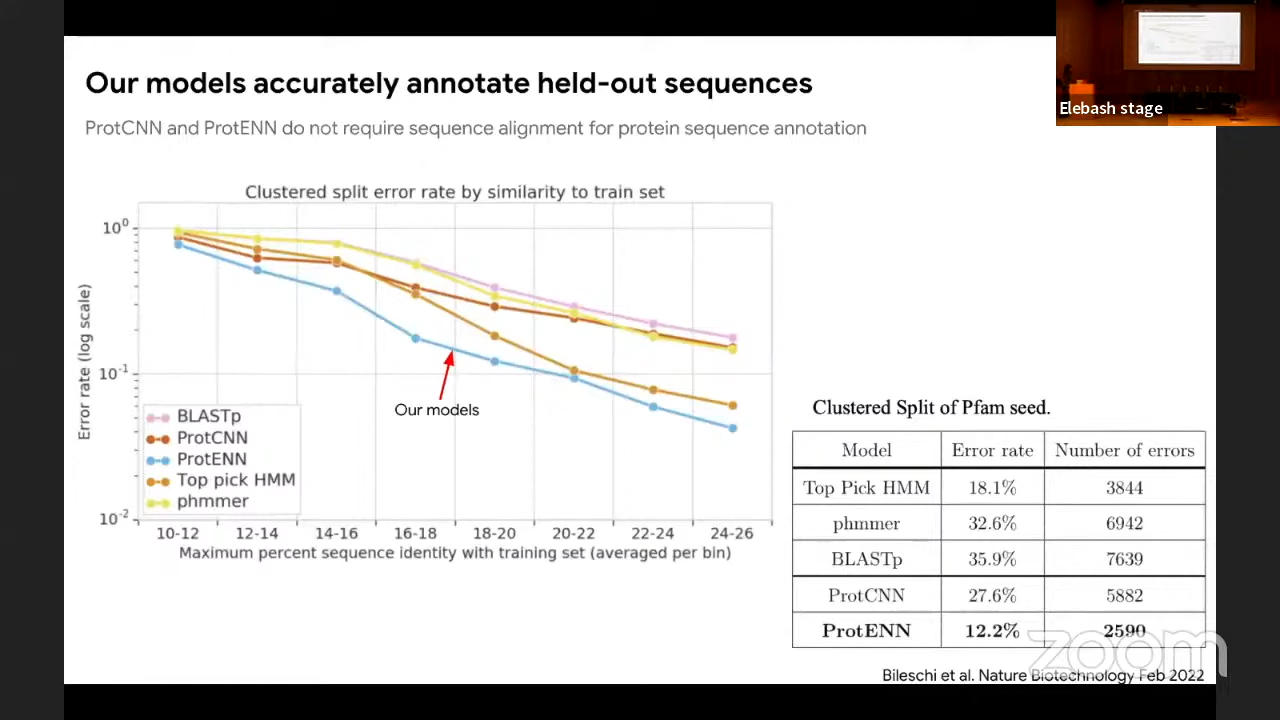 Our models accurately annotate held-out sequences
Elebash stage
ProtCNN and ProtENN do not require sequence alignment for protein sequence annotation
Clustered split error rate by similarity to train set
Error rate (log scale)
10^0
10^-1
10^-2
Our models
BLASTp
ProtCNN
ProtENN
Top pick HMM
phmmer
10-12 12-14 14-16 16-18 18-20 20-22 22-24 24-26
Maximum percent sequence identity with training set (averaged per bin)
Clustered Split of Pfam seed.
Model Error rate Number of errors
Top Pick HMM 18.1% 3844
phmmer 32.6% 6942
BLASTp 35.9% 7639
ProtCNN 27.6% 5882
ProtENN 12.2% 2590
zoom
Bileschi et al. Nature Biotechnology Feb 2022